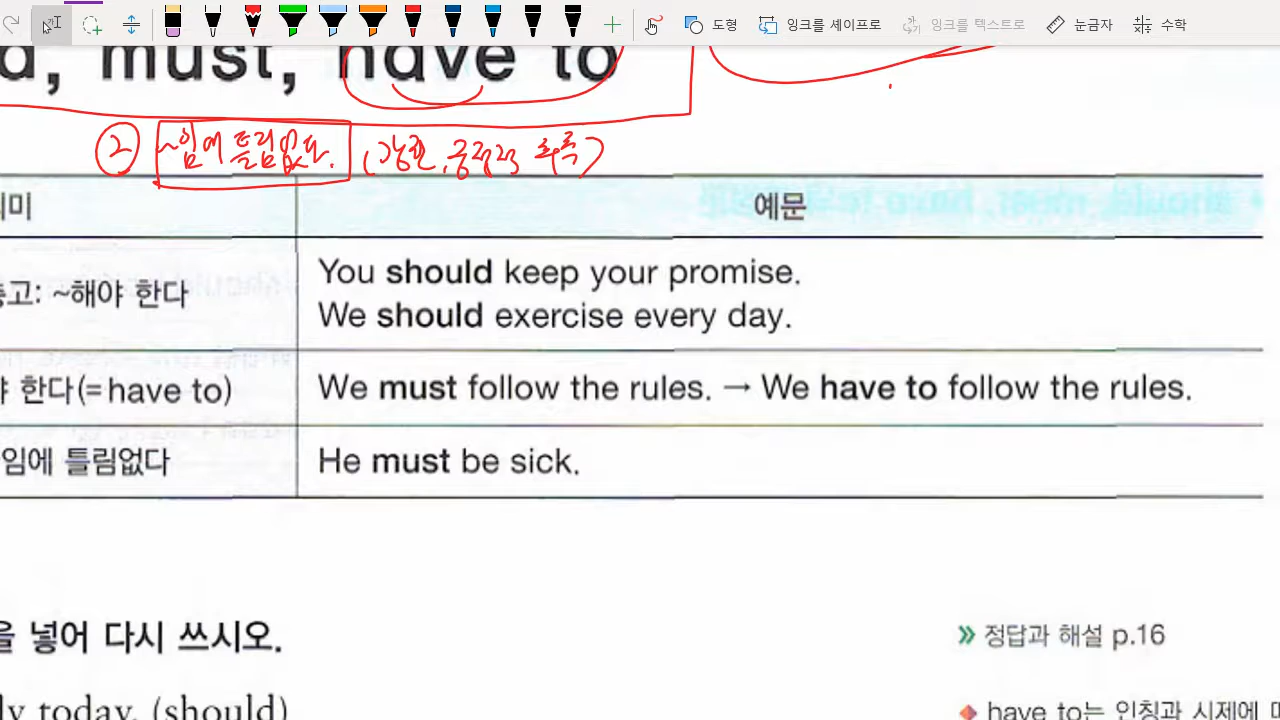 도형 잉크를 셰이프로 잉크를 텍스트로 눈금자 수학
must, have to
② ~임에 틀림없다. (강한, 긍정적 추측)
예문
You should keep your promise.
~해야 한다
We should exercise every day.
한다(=have to) We must follow the rules. → We have to follow the rules.
임에 틀림없다 He must be sick.
을 넣어 다시 쓰시오. » 정답과 해설 p.16
ly today. (should)
◆ have to는 인칭과 시제에